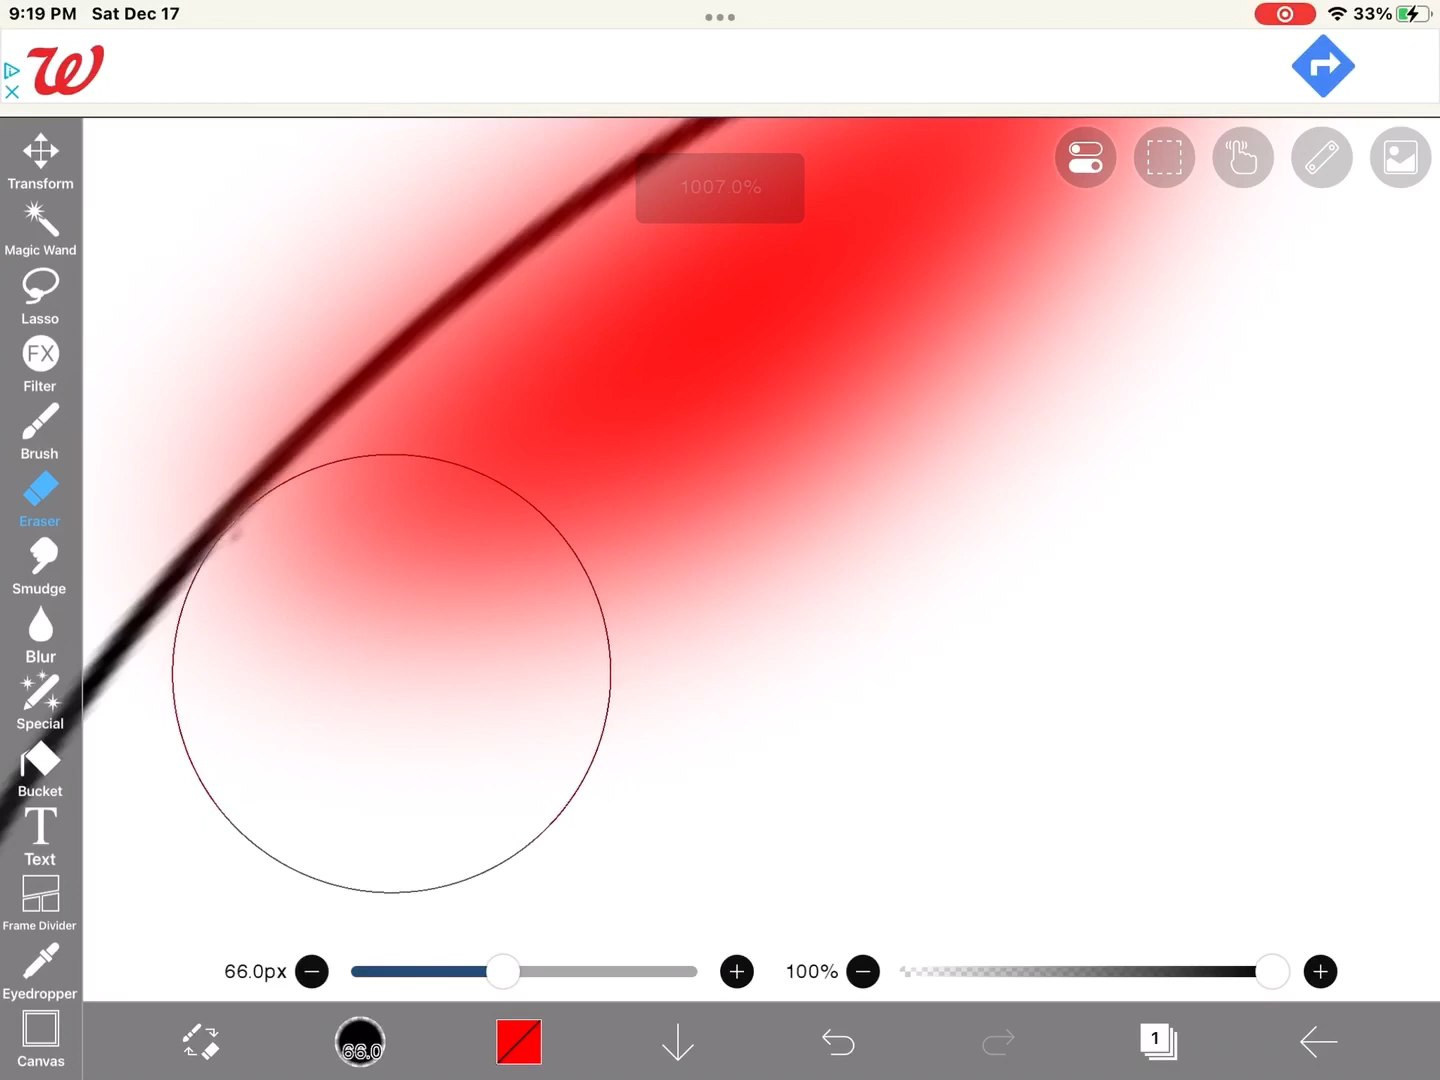 9:19 PM Sat Dec 17
33%
W
1007.0%
Transform
Magic Wand
Lasso
FX
Filter
Brush
Eraser
Smudge
Blur
Special
Bucket
T
Text
Frame Divider
Eyedropper
Canvas
66.0px
100%
66.0
1